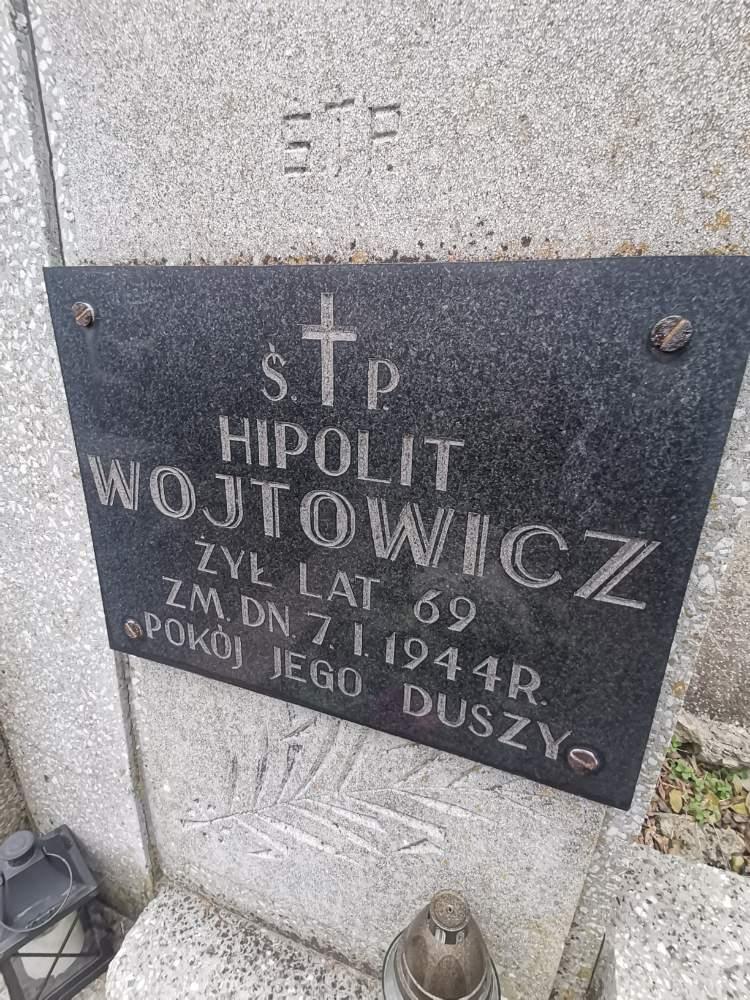 Ś.T.P.
Ś. P.
HIPOLIT
WOJTOWICZ
ŻYŁ LAT 69
ZM. DN. 7. I. 1944 R.
POKÓJ JEGO DUSZY